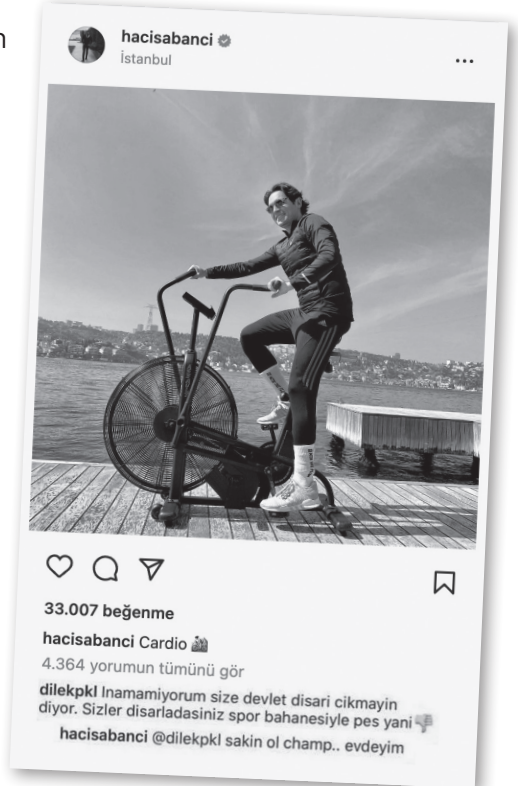 n
hacisabanci
İstanbul
33.007 beğenme
hacisabanci Cardio
4.364 yorumun tümünü gör
dilekpkl Inamamiyorum size devlet disari cikmayin
diyor. Sizler disarladasiniz spor bahanesiyle pes yani
hacisabanci @dilekpkl sakin ol champ.. evdeyim